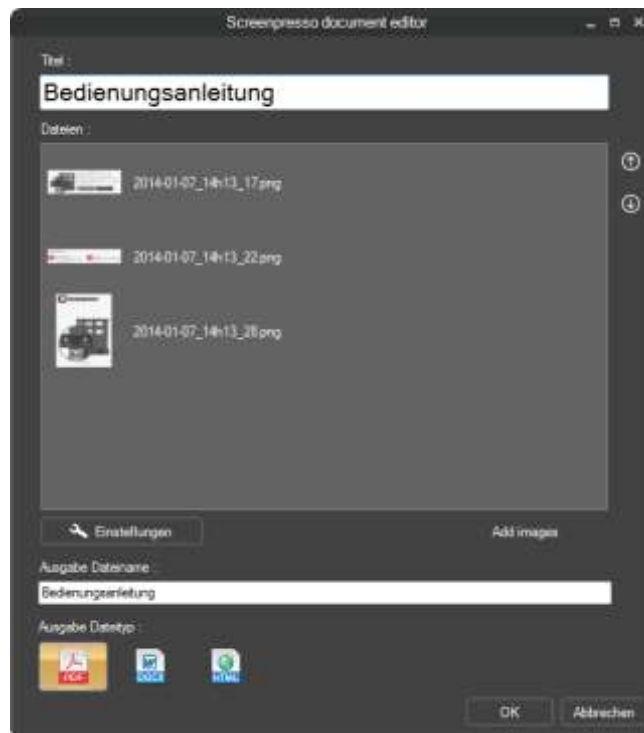 Screenpresso document editor
Titel :
Bedienungsanleitung
Dateien :
2014-01-07_14h13_17.png
2014-01-07_14h13_22.png
2014-01-07_14h13_28.png
Einstellungen
Add images
Ausgabe Dateiname :
Bedienungsanleitung
Ausgabe Dateityp :
PDF
DOCX
HTML
OK
Abbrechen